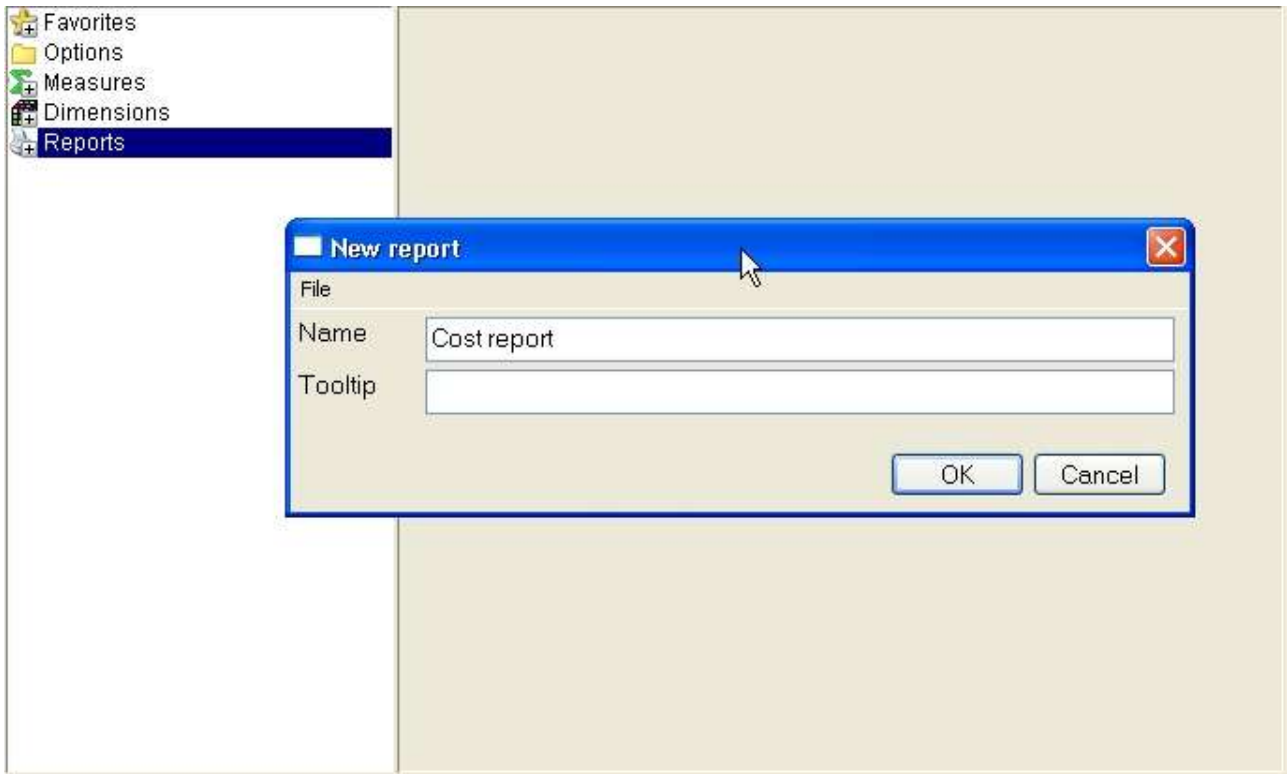 Favorites
Options
Measures
Dimensions
Reports
New report
File
Name
Cost report
Tooltip
OK
Cancel